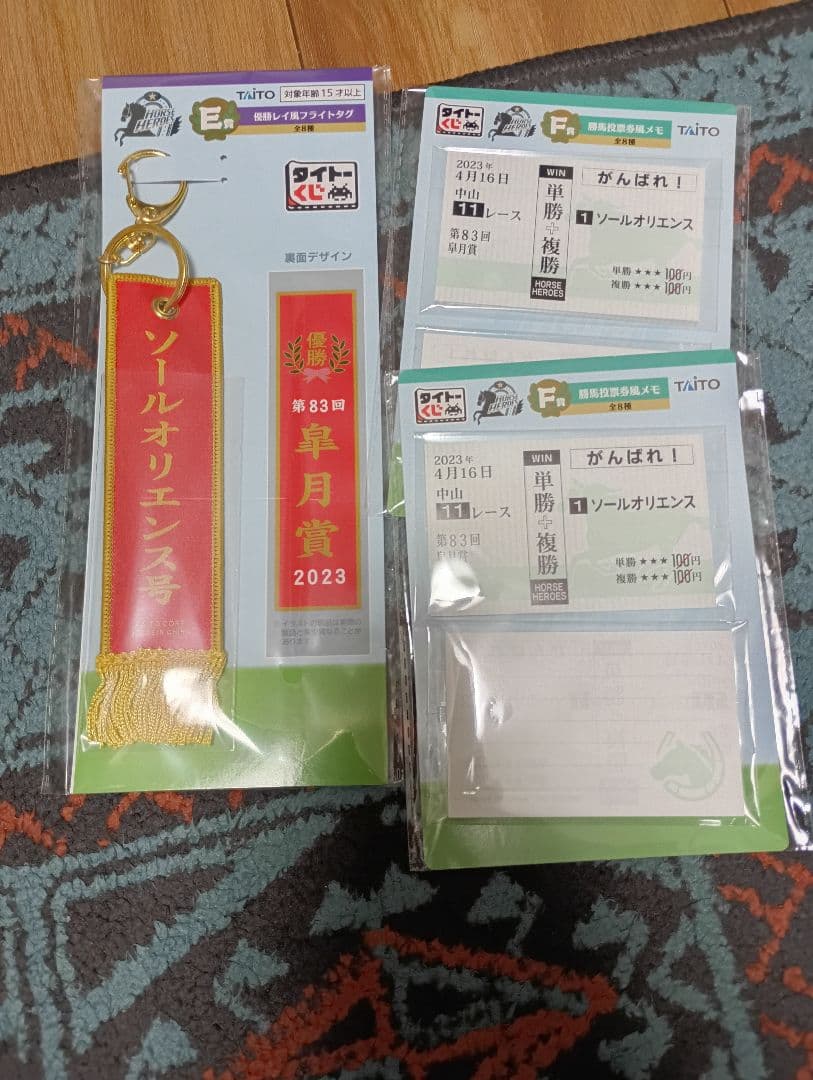 HORSE HEROES
TAITO
対象年齢15才以上
E賞
優勝レイ風フライトタグ
全8種
タイトーくじ
裏面デザイン
ソールオリエンス号
優勝
第83回
皐月賞
2023
タイトーくじ
HORSE HEROES
F賞
勝馬投票券風メモ
全8種
TAITO
2023年
4月16日
中山
11レース
第83回
皐月賞
WIN
単勝+複勝
HORSE
HEROES
がんばれ!
1 ソールオリエンス
単勝★★★100円
複勝★★★100円
タイトーくじ
HORSE HEROES
F賞
勝馬投票券風メモ
全8種
TAITO
2023年
4月16日
中山
11レース
第83回
皐月賞
WIN
単勝+複勝
HORSE
HEROES
がんばれ!
1 ソールオリエンス
単勝★★★100円
複勝★★★100円